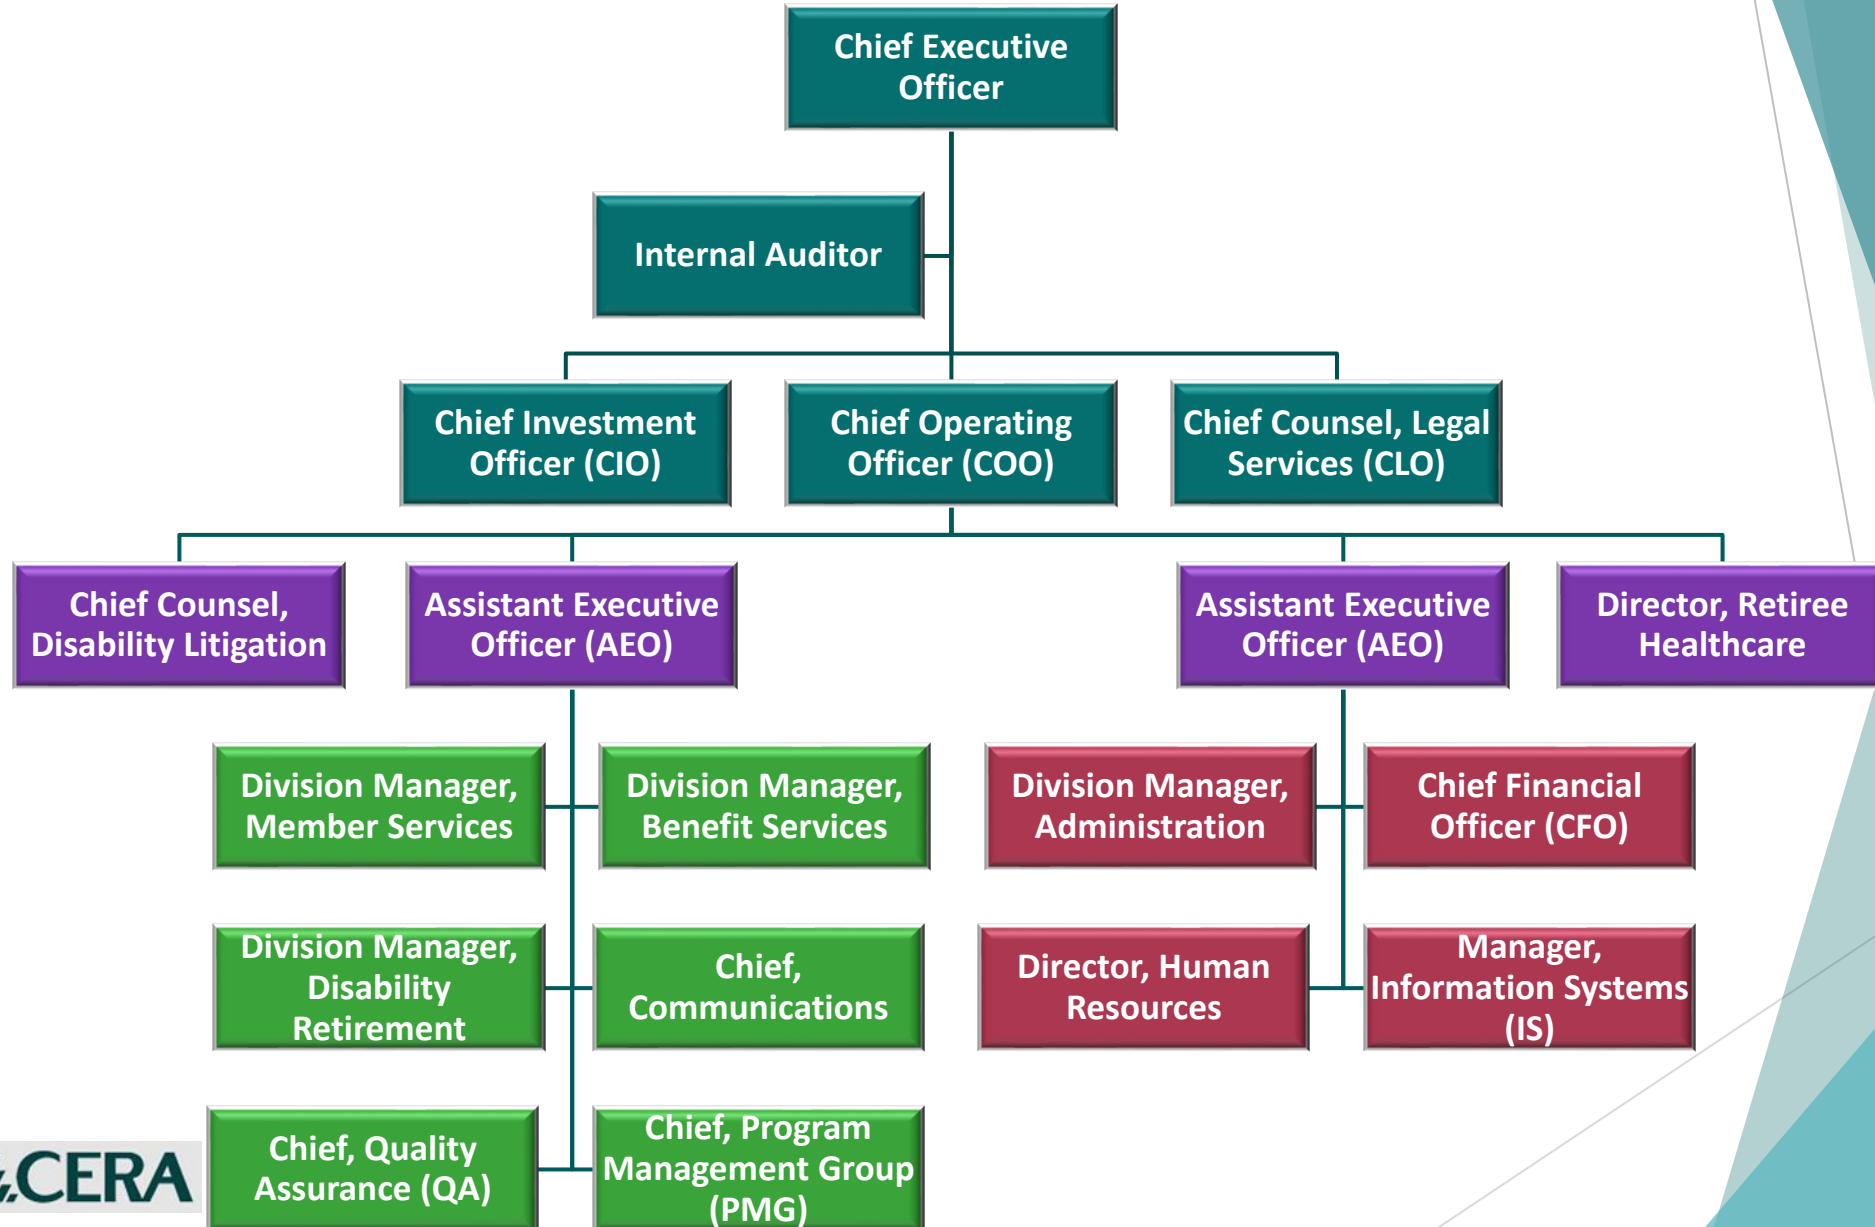 Chief Executive
Officer
Internal Auditor
Chief Investment
Officer (CIO)
Chief Operating
Officer (COO)
Chief Counsel, Legal
Services (CLO)
Chief Counsel,
Disability Litigation
Assistant Executive
Officer (AEO)
Assistant Executive
Officer (AEO)
Director, Retiree
Healthcare
Division Manager,
Member Services
Division Manager,
Benefit Services
Division Manager,
Administration
Chief Financial
Officer (CFO)
Division Manager,
Disability
Retirement
Chief,
Communications
Director, Human
Resources
Manager,
Information Systems
(IS)
Chief, Quality
Assurance (QA)
Chief, Program
Management Group
(PMG)
CERA